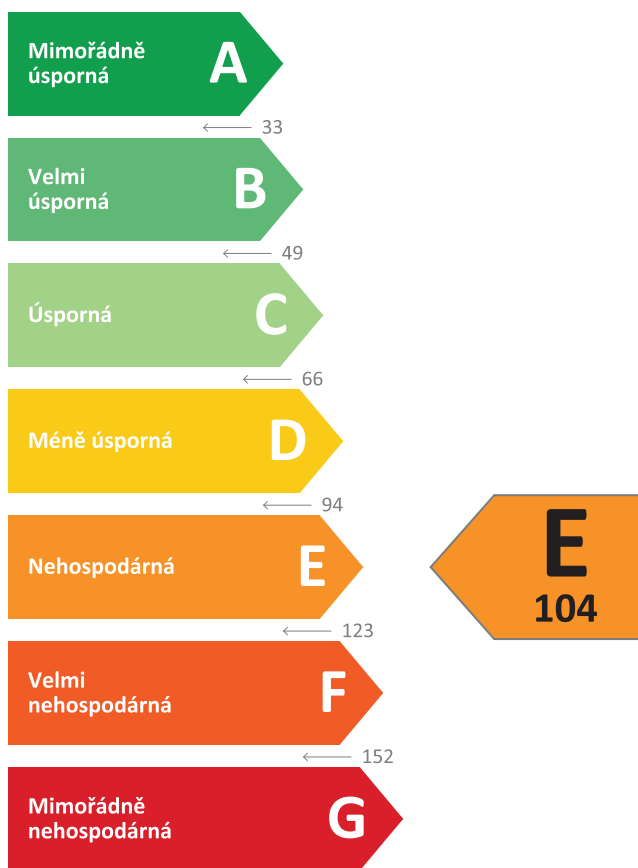 Mimořádně
úsporná
A
33
Velmi
úsporná
B
49
Úsporná
C
66
Méně úsporná
D
94
Nehospodárná
E
E
104
123
Velmi
nehospodárná
F
152
Mimořádně
nehospodárná
G